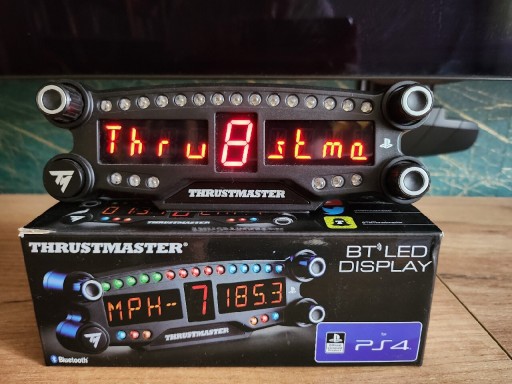 Thru 8 stma
THRUSTMASTER
THRUSTMASTER®
BT LED
DISPLAY
MPH-- 7 185.3
THRUSTMASTER
Bluetooth®
PS4